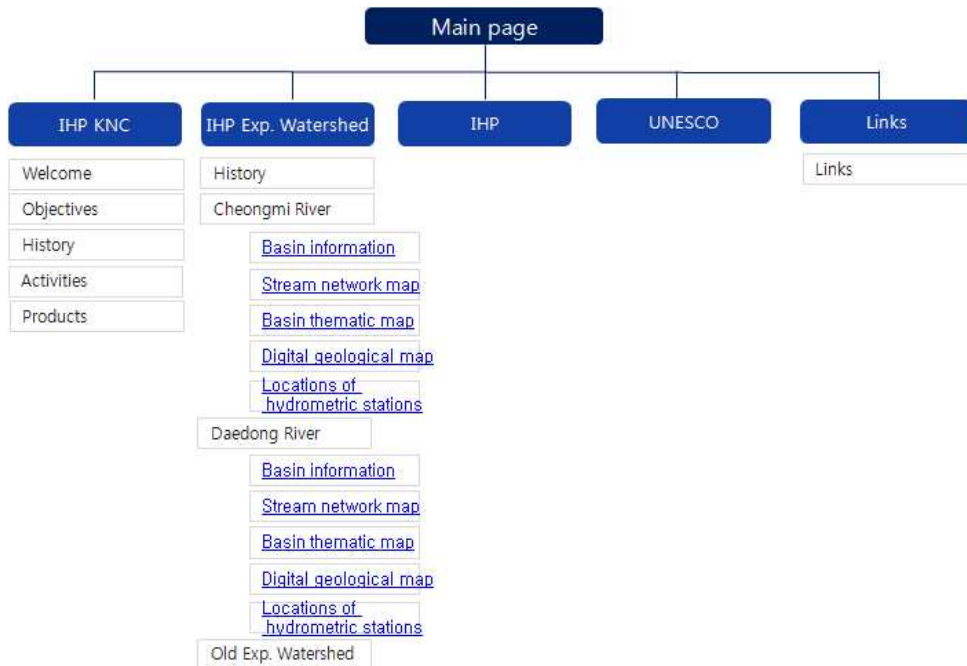 Main page
IHP KNC
IHP Exp. Watershed
IHP
UNESCO
Links
Welcome
Objectives
History
Activities
Products
History
Cheongmi River
Basin information
Stream network map
Basin thematic map
Digital geological map
Locations of
hydrometric stations
Daedong River
Basin information
Stream network map
Basin thematic map
Digital geological map
Locations of
hydrometric stations
Old Exp. Watershed
Links